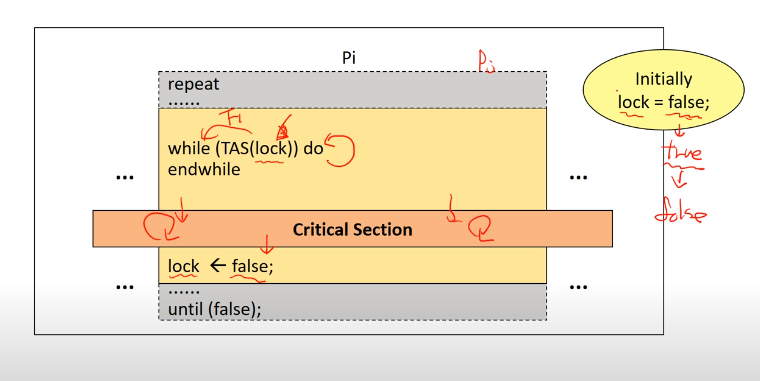 Pi
Pj
repeat
......
Initially
lock = false;
while (TAS(lock)) do
endwhile
true
false
...
...
Critical Section
lock ← false;
...
...
......
until (false);